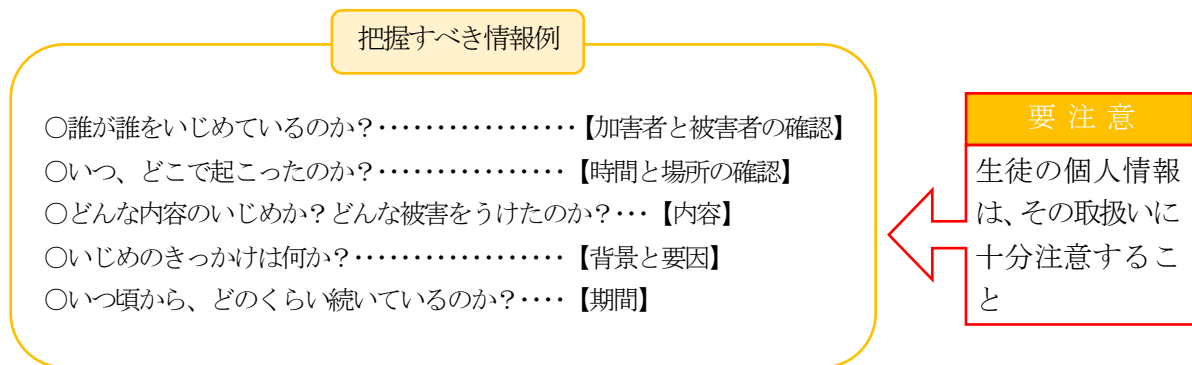 把握すべき情報例
○誰が誰をいじめているのか?・・・・・・・・・・・・・・・・・・【加害者と被害者の確認】
○いつ、どこで起こったのか?・・・・・・・・・・・・・・・・・【時間と場所の確認】
○どんな内容のいじめか?どんな被害をうけたのか?・・・【内容】
○いじめのきっかけは何か?・・・・・・・・・・・・・・・・・・【背景と要因】
○いつ頃から、どのくらい続いているのか?・・・・【期間】
要注意
生徒の個人情報
は、その取扱いに
十分注意するこ
と